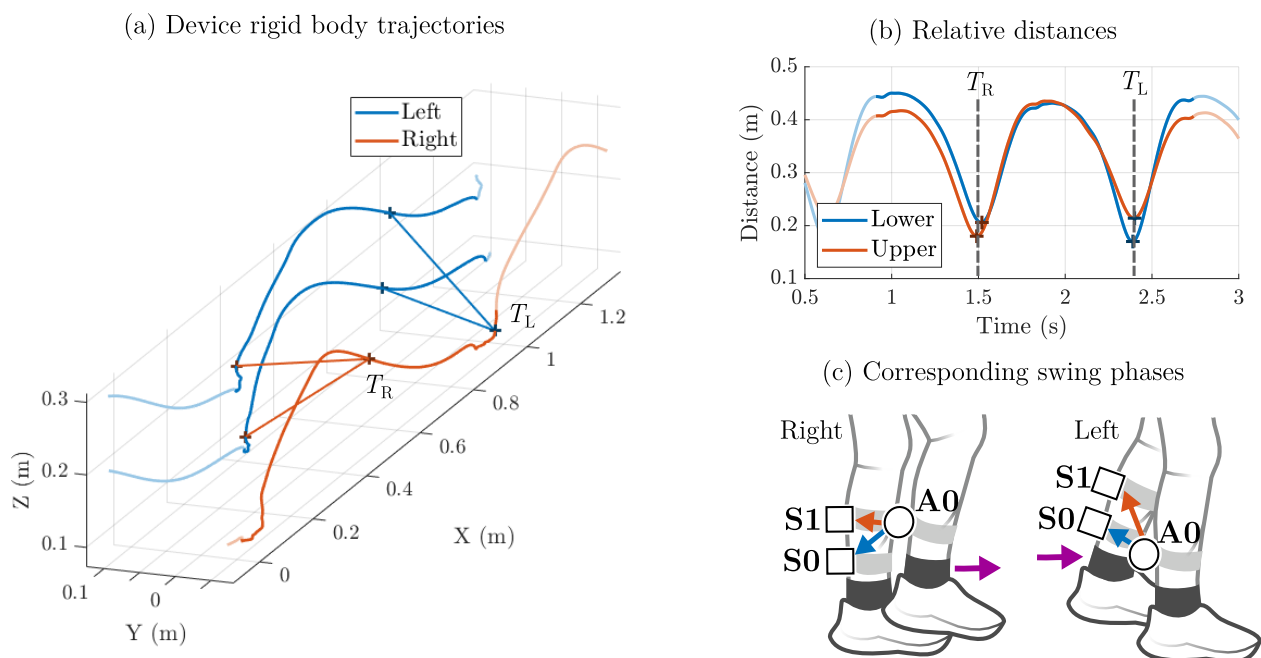 (a) Device rigid body trajectories
Left
Right
T_L
T_R
0.3
0.2
0.1
Z (m)
0.1
0
Y (m)
0
0.2
0.4
0.6
0.8
1
1.2
X (m)
(b) Relative distances
T_R
T_L
0.5
0.4
0.3
0.2
0.1
Distance (m)
Lower
Upper
0.5
1
1.5
2
2.5
3
Time (s)
(c) Corresponding swing phases
Right
S1
A0
S0
Left
S1
S0
A0